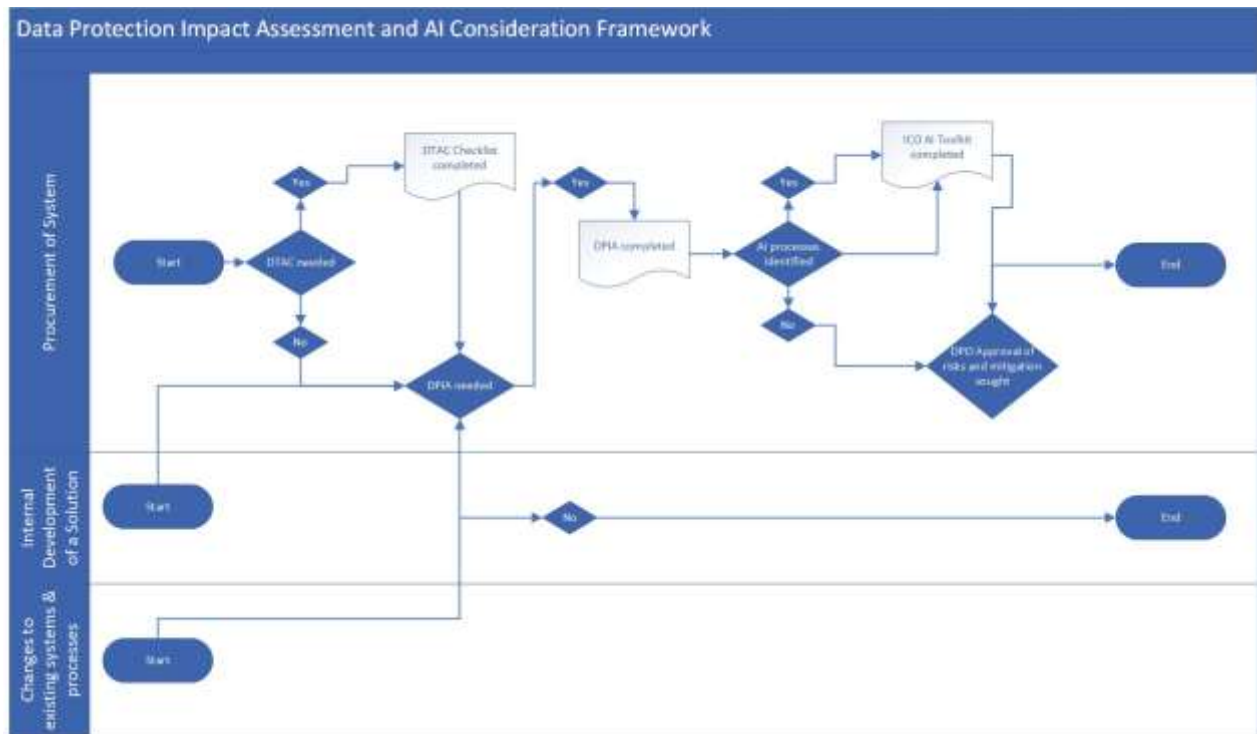 Data Protection Impact Assessment and AI Consideration Framework
Procurement of System
Start
DTAC needed
Yes
No
DTAC Checklist
completed
DPIA needed
Yes
DPIA completed
AI processes
identified
Yes
No
ICO AI Toolkit
completed
DPO Approval of
risks and mitigation
sought
End
Internal
Development
of a Solution
Start
No
End
Changes to
existing systems &
processes
Start